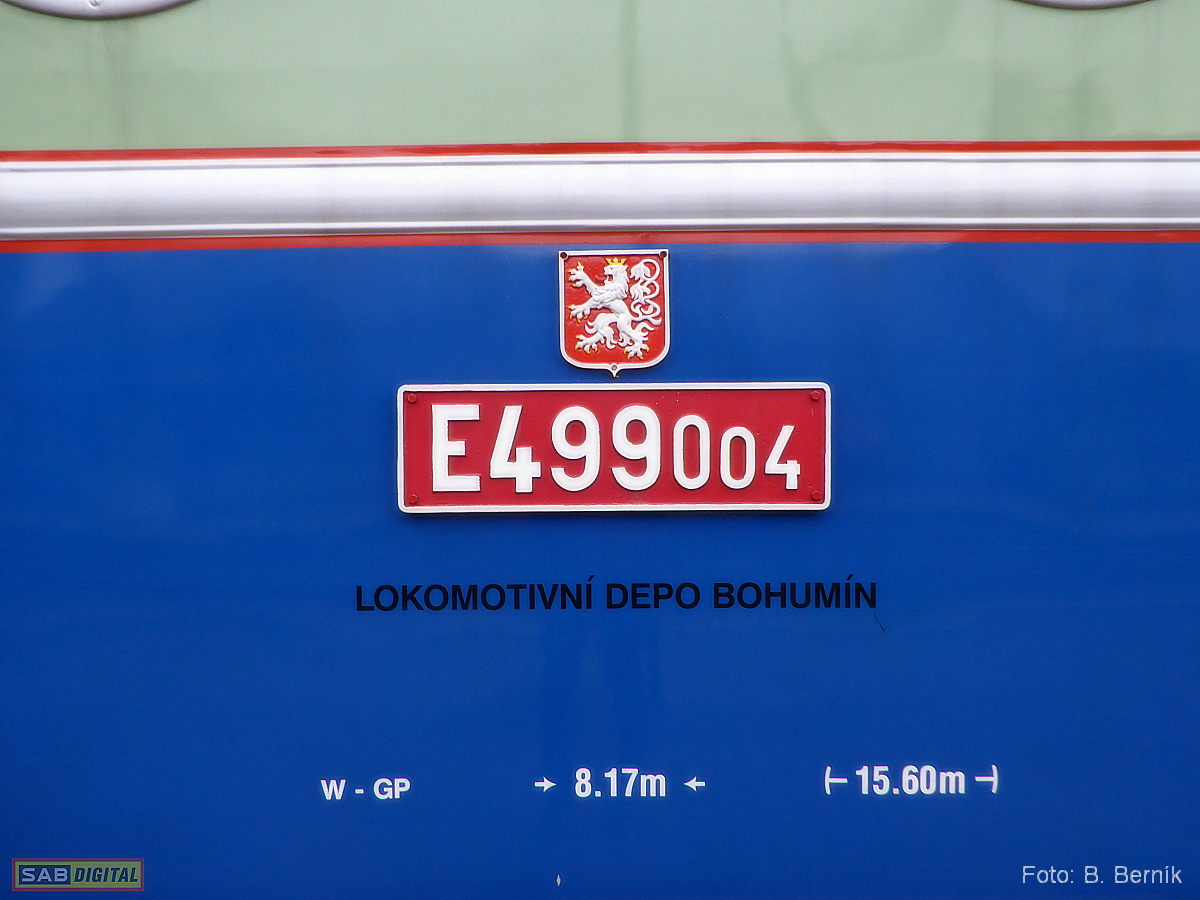 E499004
LOKOMOTIVNÍ DEPO BOHUMÍN
W - GP 8.17m 15.60m
SAB DIGITAL
Foto: B. Berník